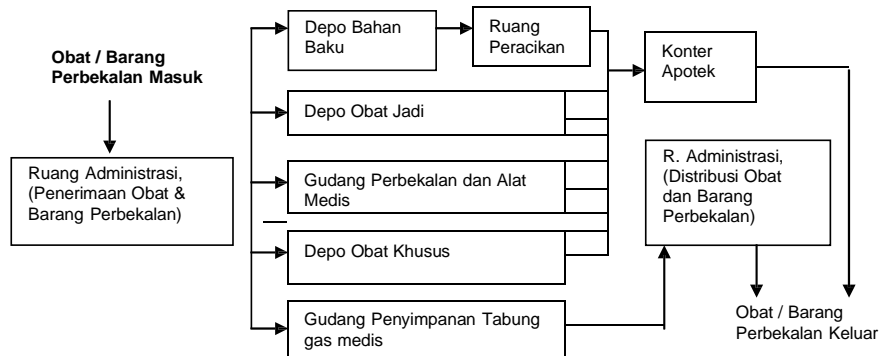 Obat / Barang
Perbekalan Masuk
Ruang Administrasi,
(Penerimaan Obat &
Barang Perbekalan)
Depo Bahan
Baku
Ruang
Peracikan
Depo Obat Jadi
Gudang Perbekalan dan Alat
Medis
Depo Obat Khusus
Gudang Penyimpanan Tabung
gas medis
Konter
Apotek
R. Administrasi,
(Distribusi Obat
dan Barang
Perbekalan)
Obat / Barang
Perbekalan Keluar